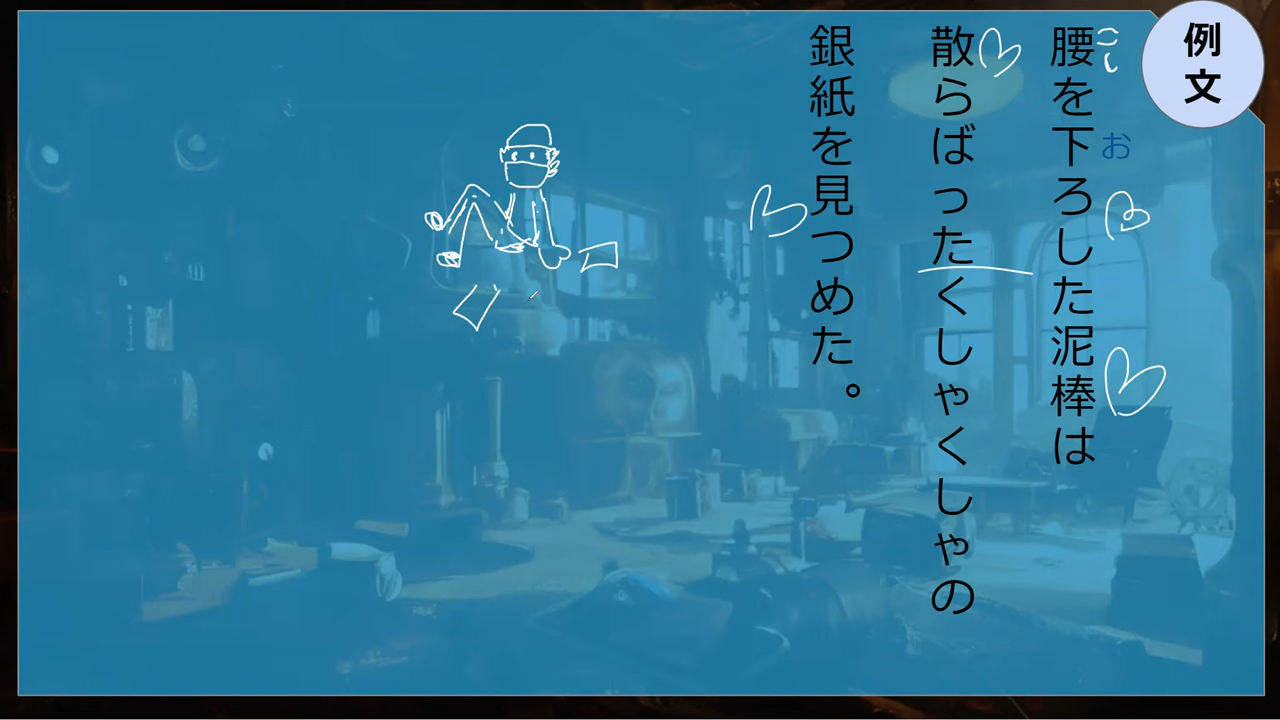 例文
腰を下ろした泥棒は
こし
お
散らばったくしゃくしゃの
銀紙を見つめた。